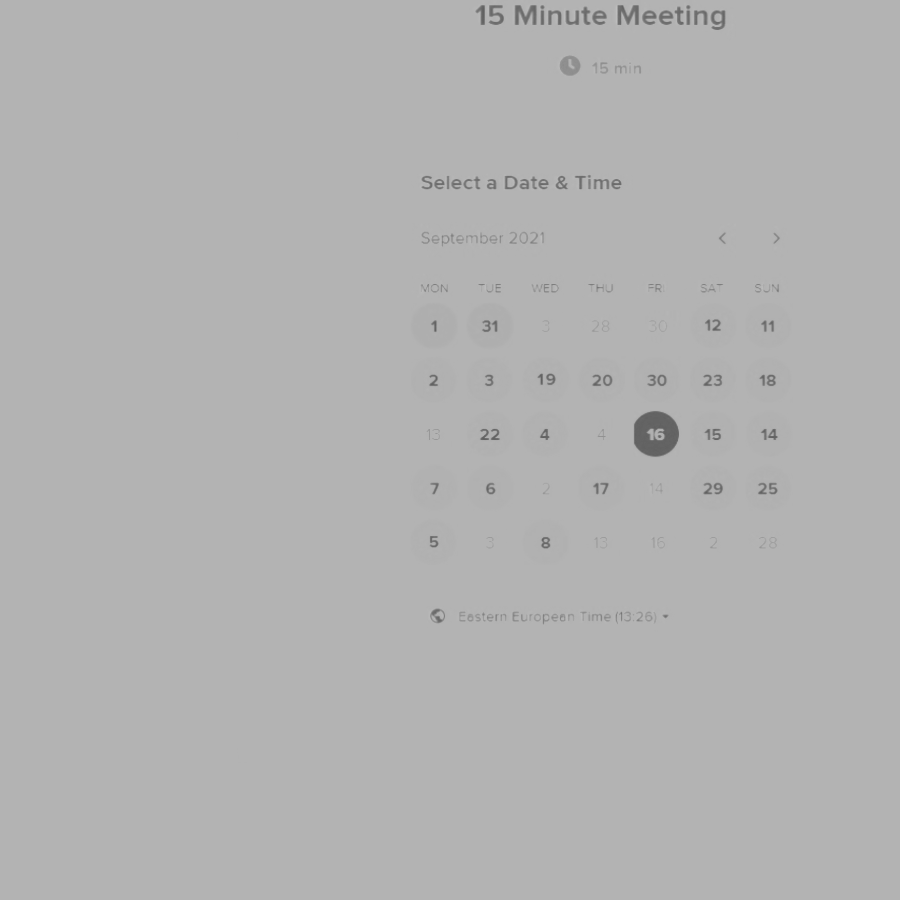 15 Minute Meeting
15 min
Select a Date & Time
September 2021
MON TUE WED THU FRI SAT SUN
1 31 3 28 30 12 11
2 3 19 20 30 23 18
13 22 4 4 16 15 14
7 6 2 17 14 29 25
5 3 8 13 16 2 28
Eastern European Time (13:26)